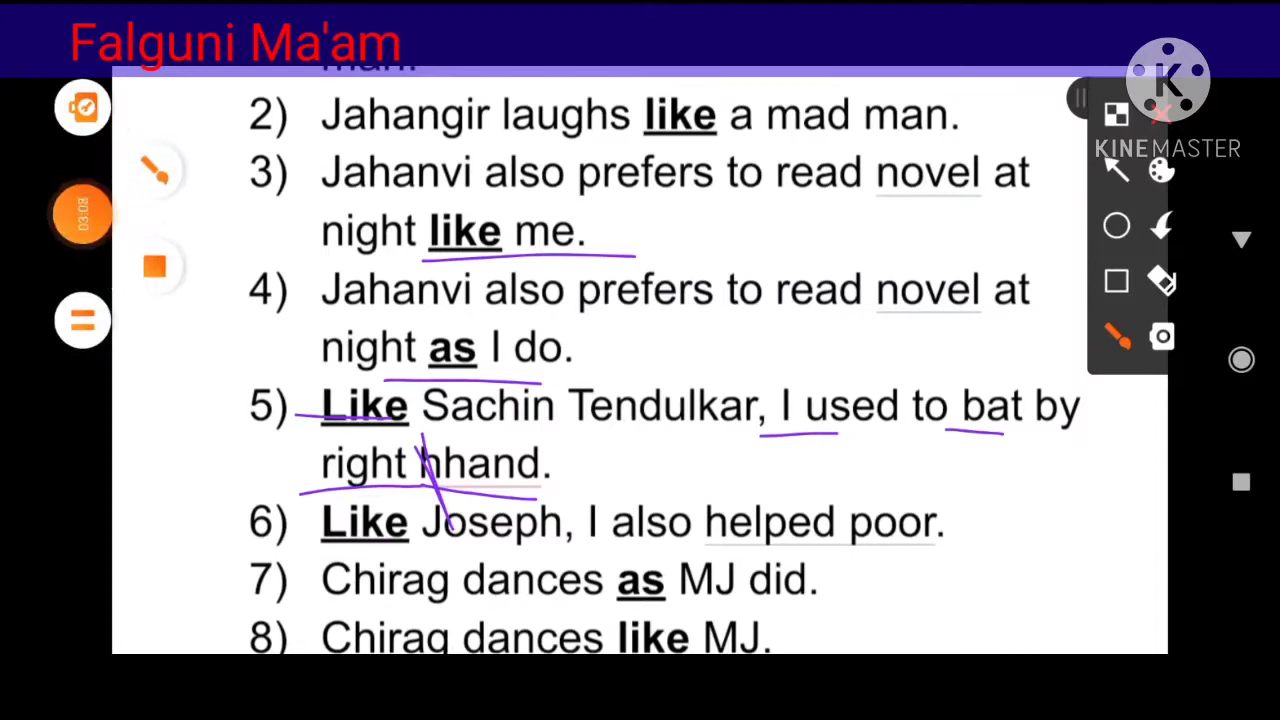 Falguni Ma'am
man.
2) Jahangir laughs like a mad man.
3) Jahanvi also prefers to read novel at
night like me.
4) Jahanvi also prefers to read novel at
night as I do.
5) Like Sachin Tendulkar, I used to bat by
right hhand.
6) Like Joseph, I also helped poor.
7) Chirag dances as MJ did.
8) Chirag dances like MJ.
03:08
K
KINEMASTER